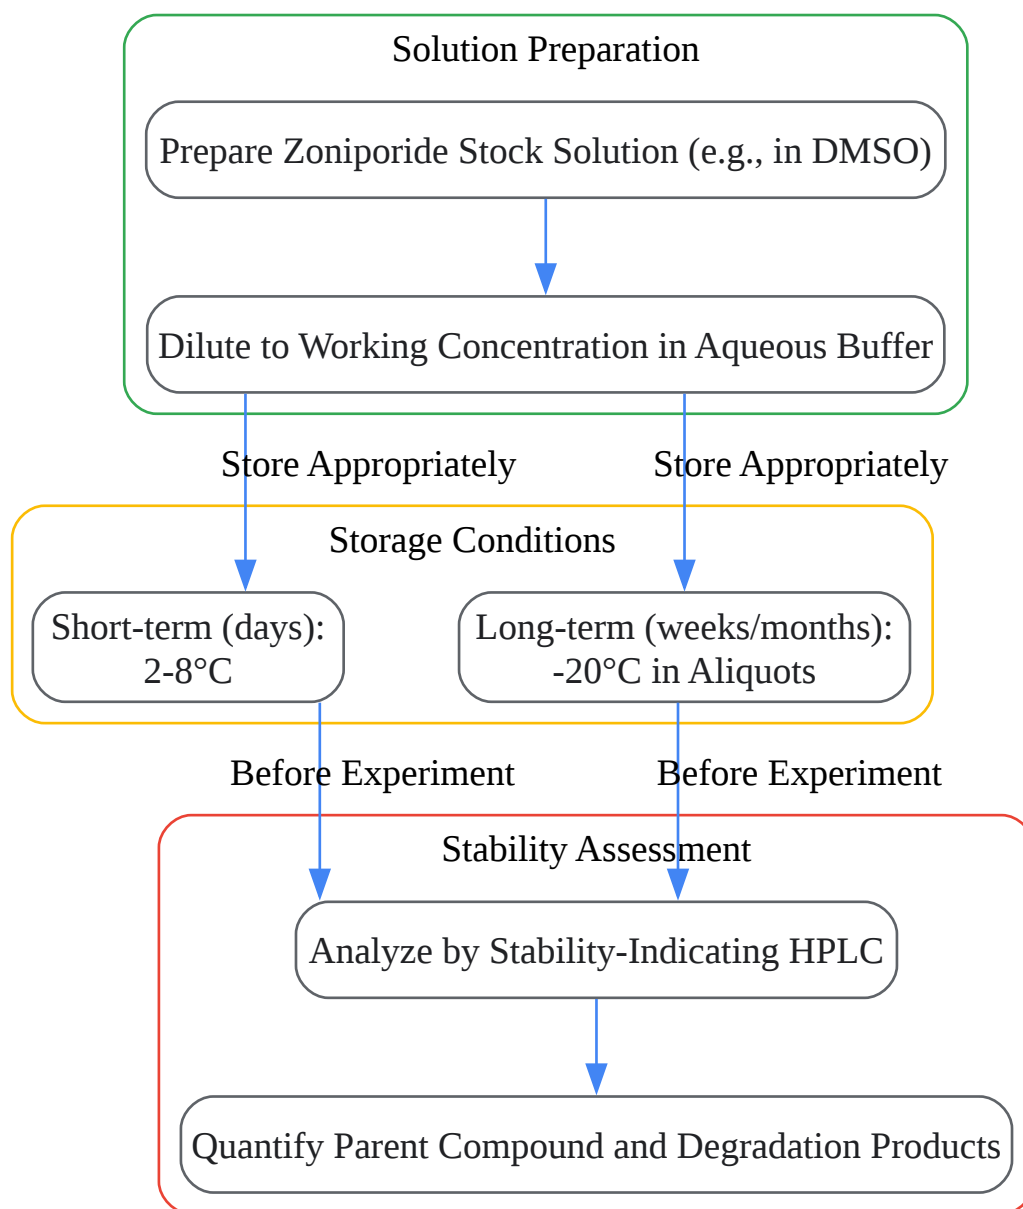 Solution Preparation
Prepare Zoniporide Stock Solution (e.g., in DMSO)
Dilute to Working Concentration in Aqueous Buffer
Store Appropriately
Store Appropriately
Storage Conditions
Short-term (days):
2-8°C
Long-term (weeks/months):
-20°C in Aliquots
Before Experiment
Before Experiment
Stability Assessment
Analyze by Stability-Indicating HPLC
Quantify Parent Compound and Degradation Products